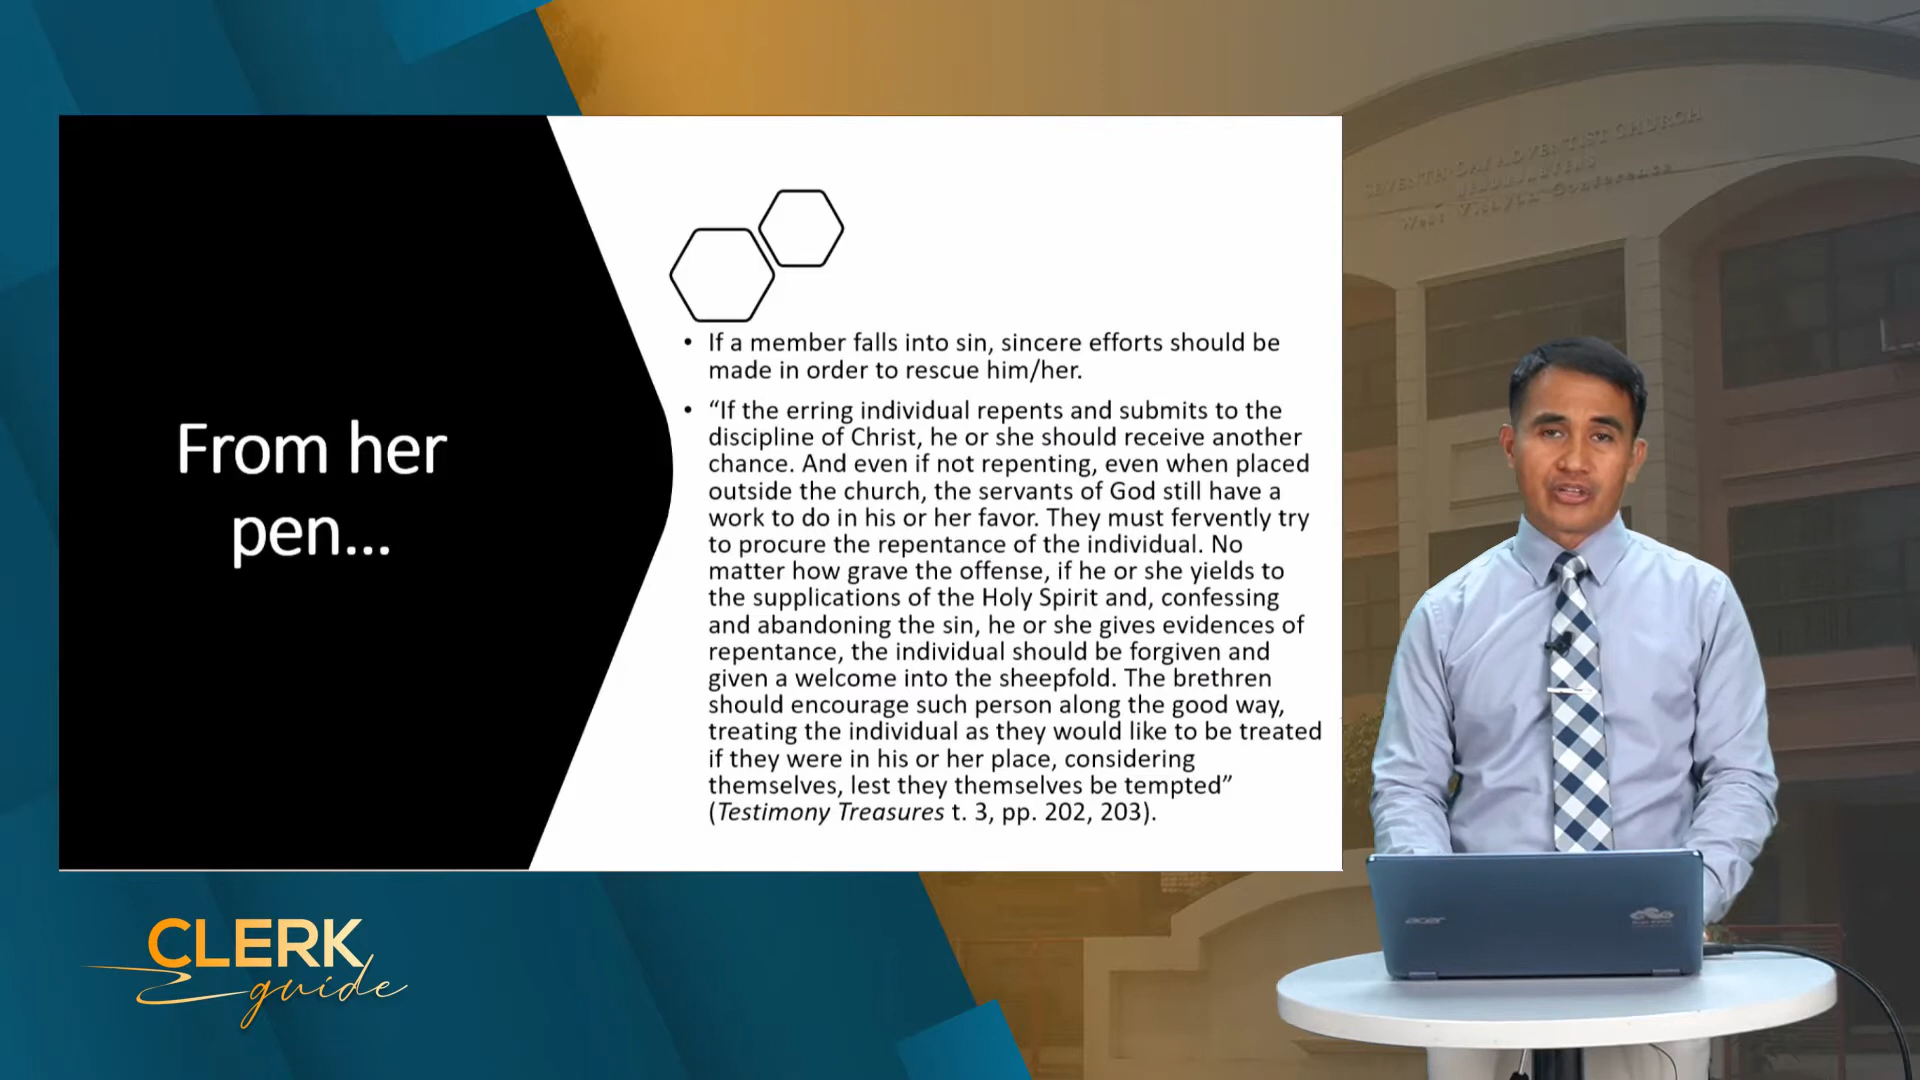 SEVENTH-DAY ADVENTIST CHURCH
HEADQUARTERS
West Visayan Conference
From her
pen...
• If a member falls into sin, sincere efforts should be
made in order to rescue him/her.
• “If the erring individual repents and submits to the
discipline of Christ, he or she should receive another
chance. And even if not repenting, even when placed
outside the church, the servants of God still have a
work to do in his or her favor. They must fervently try
to procure the repentance of the individual. No
matter how grave the offense, if he or she yields to
the supplications of the Holy Spirit and, confessing
and abandoning the sin, he or she gives evidences of
repentance, the individual should be forgiven and
given a welcome into the sheepfold. The brethren
should encourage such person along the good way,
treating the individual as they would like to be treated
if they were in his or her place, considering
themselves, lest they themselves be tempted”
(Testimony Treasures t. 3, pp. 202, 203).
acer
CLERK
guide